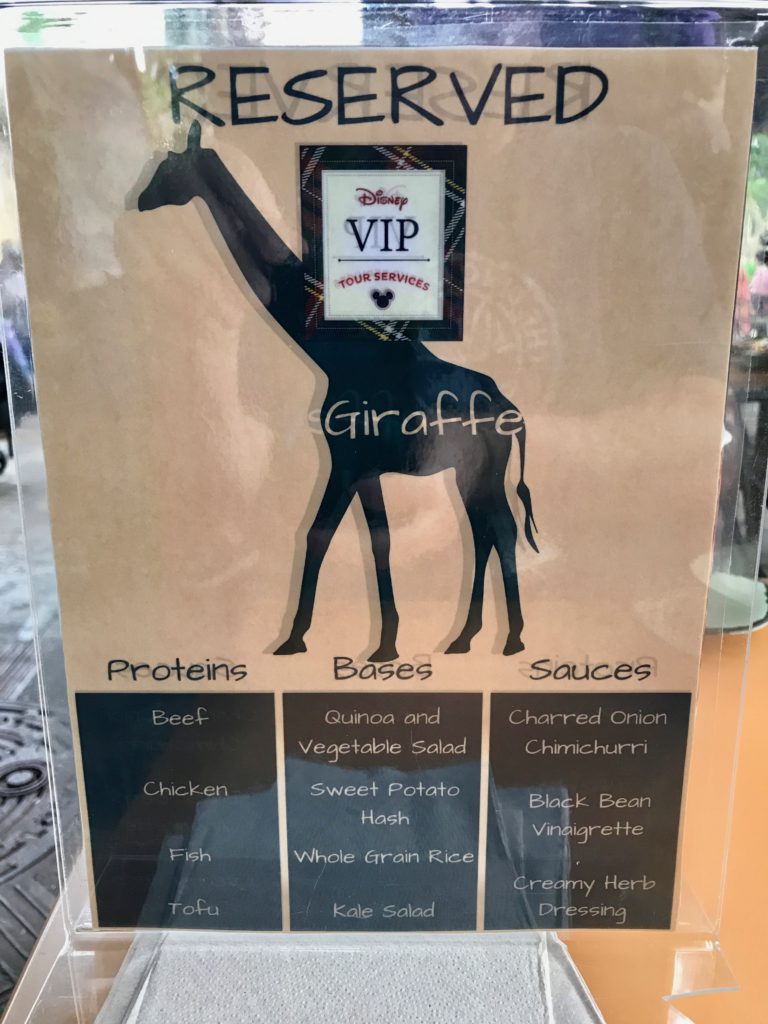 RESERVED
Disney
VIP
TOUR SERVICES
Giraffe
Proteins
Beef
Chicken
Fish
Tofu
Bases
Quinoa and
Vegetable Salad
Sweet Potato
Hash
Whole Grain Rice
Kale Salad
Sauces
Charred Onion
Chimichurri
Black Bean
Vinaigrette
Creamy Herb
Dressing